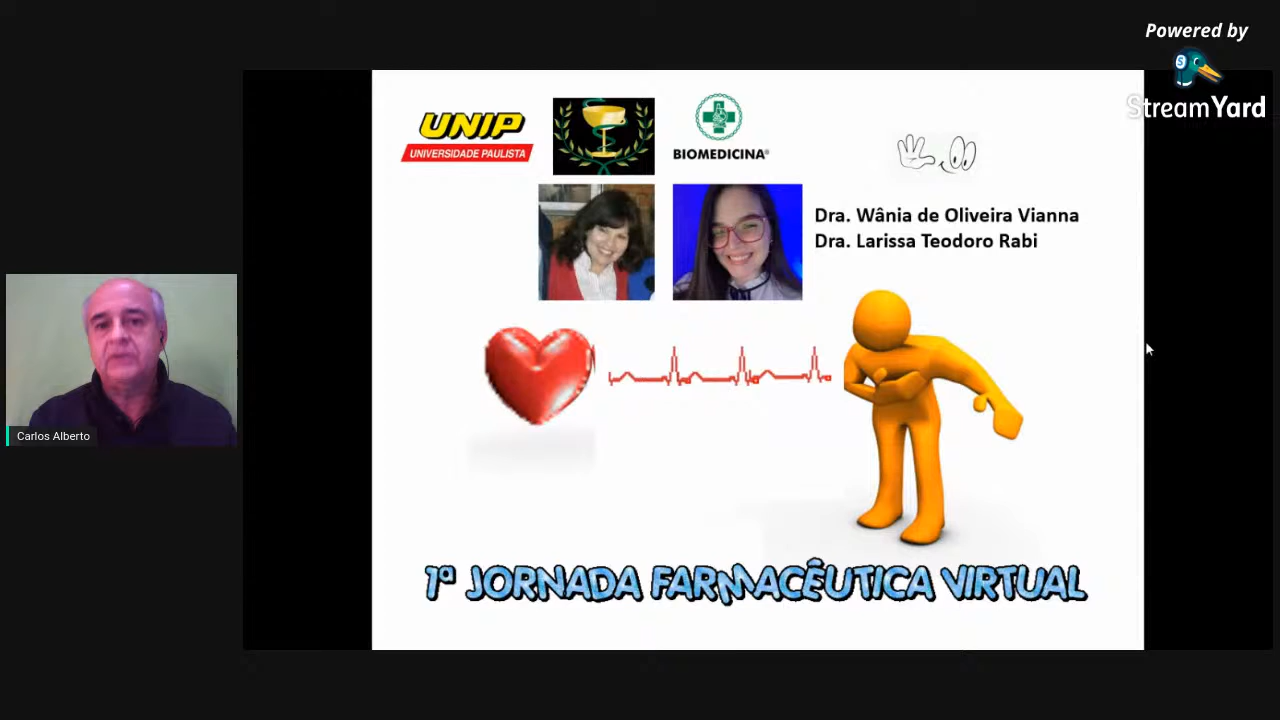 Powered by
StreamYard
UNIP
UNIVERSIDADE PAULISTA
BIOMEDICINA®
Dra. Wânia de Oliveira Vianna
Dra. Larissa Teodoro Rabi
Carlos Alberto
1ª JORNADA FARMACÊUTICA VIRTUAL